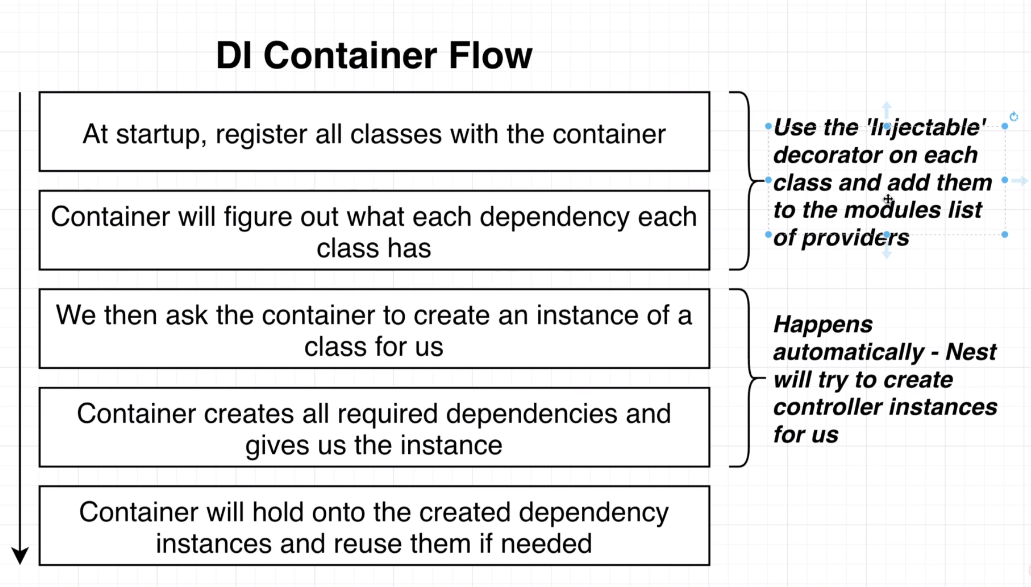 DI Container Flow
At startup, register all classes with the container
Container will figure out what each dependency each
class has
Use the 'Injectable'
decorator on each
class and add them
to the modules list
of providers
We then ask the container to create an instance of a
class for us
Container creates all required dependencies and
gives us the instance
Happens
automatically - Nest
will try to create
controller instances
for us
Container will hold onto the created dependency
instances and reuse them if needed